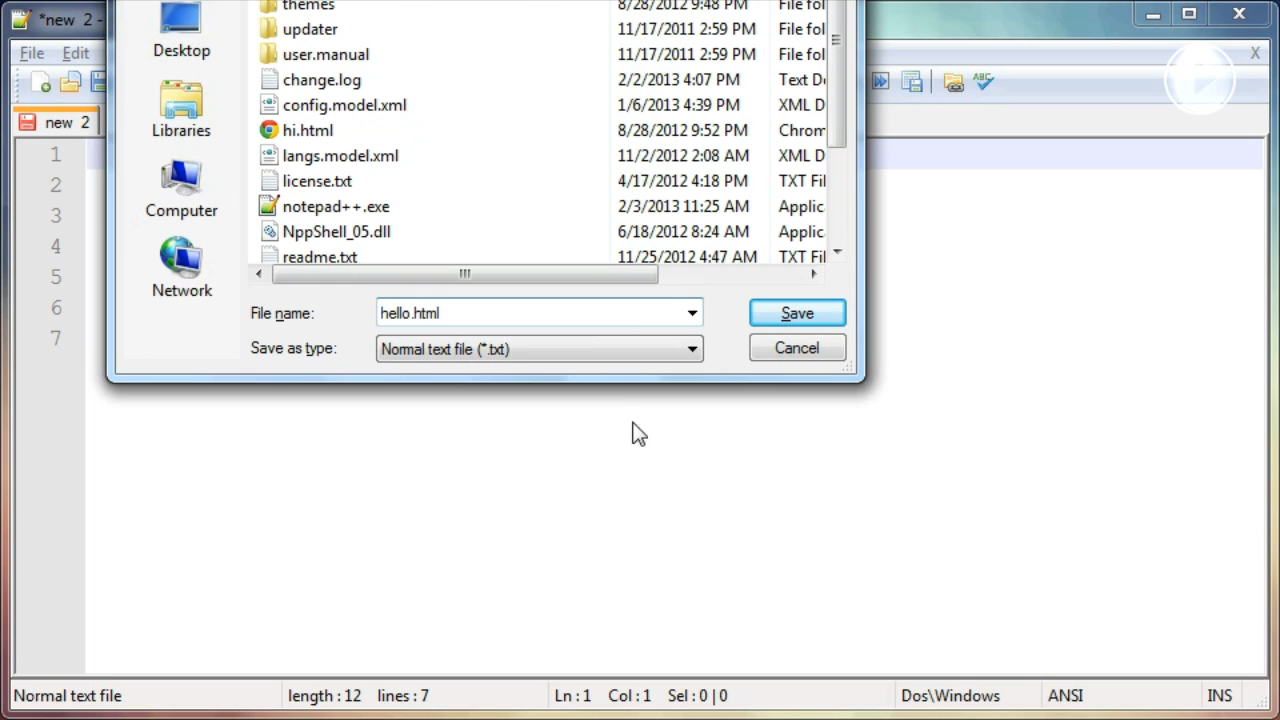 *new 2 -
File Edit
X
new 2
1
2
3
4
5
6
7
Desktop
Libraries
Computer
Network
themes 8/28/2012 9:48 PM File fol
updater 11/17/2011 2:59 PM File fol
user.manual 11/17/2011 2:59 PM File fol
change.log 2/2/2013 4:07 PM Text D
config.model.xml 1/6/2013 4:39 PM XML D
hi.html 8/28/2012 9:52 PM Chrom
langs.model.xml 11/2/2012 2:08 AM XML D
license.txt 4/17/2012 4:18 PM TXT Fil
notepad++.exe 2/3/2013 11:25 AM Applic
NppShell_05.dll 6/18/2012 8:24 AM Applic
readme.txt 11/25/2012 4:47 AM TXT Fil
File name: hello.html Save
Save as type: Normal text file (*.txt) Cancel
Normal text file length : 12 lines : 7 Ln : 1 Col : 1 Sel : 0 | 0 Dos\Windows ANSI INS